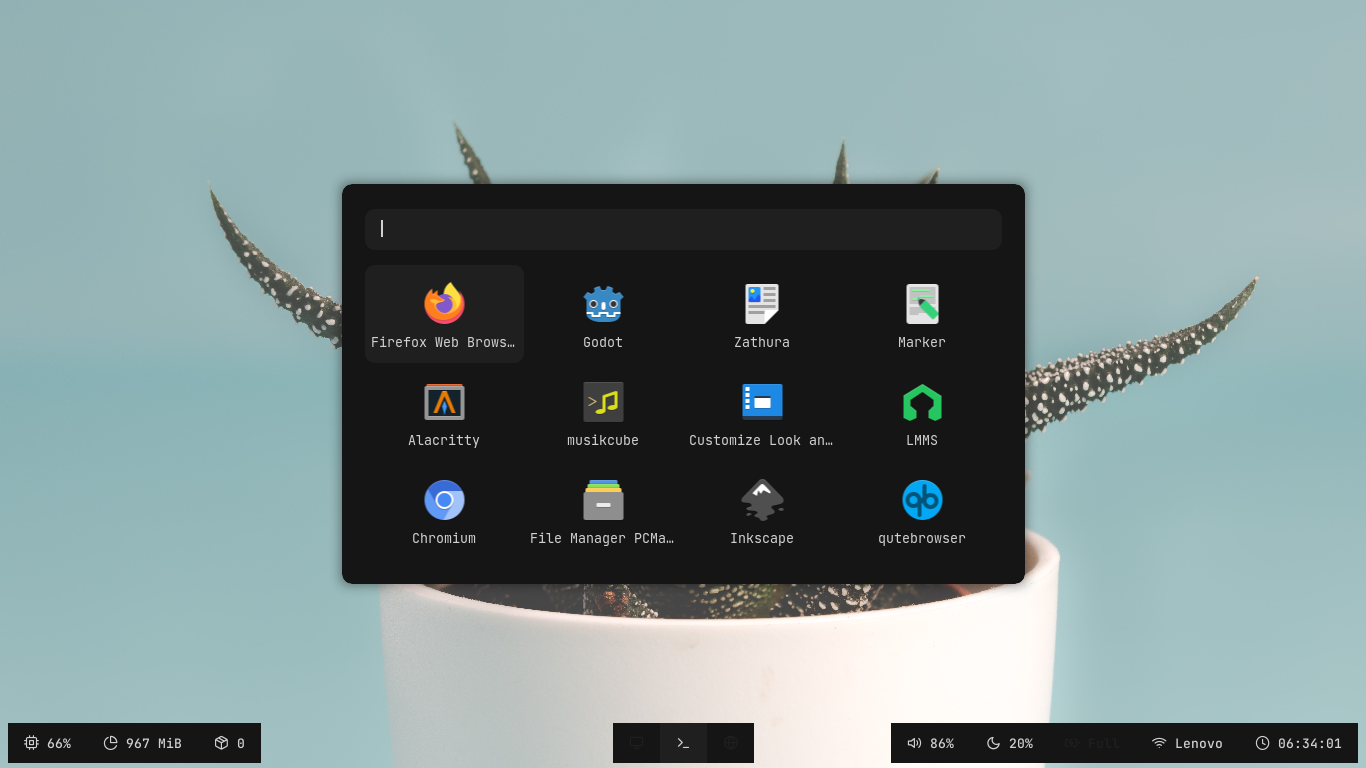 Firefox Web Brows… Godot Zathura Marker
Alacritty musikcube Customize Look an… LMMS
Chromium File Manager PCMa… Inkscape qutebrowser
66% 967 MiB 0 86% 20% Full Lenovo 06:34:01